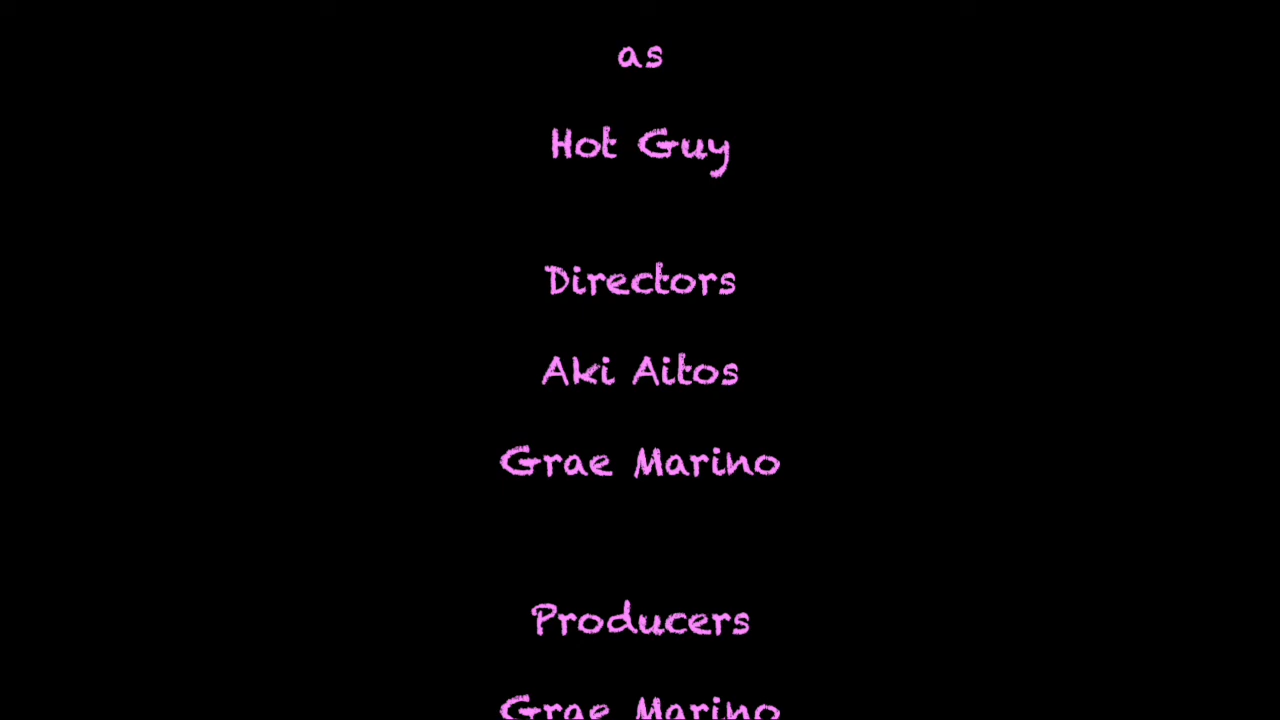 as
Hot Guy
Directors
Aki Aitos
Grae Marino
Producers
Grae Marino